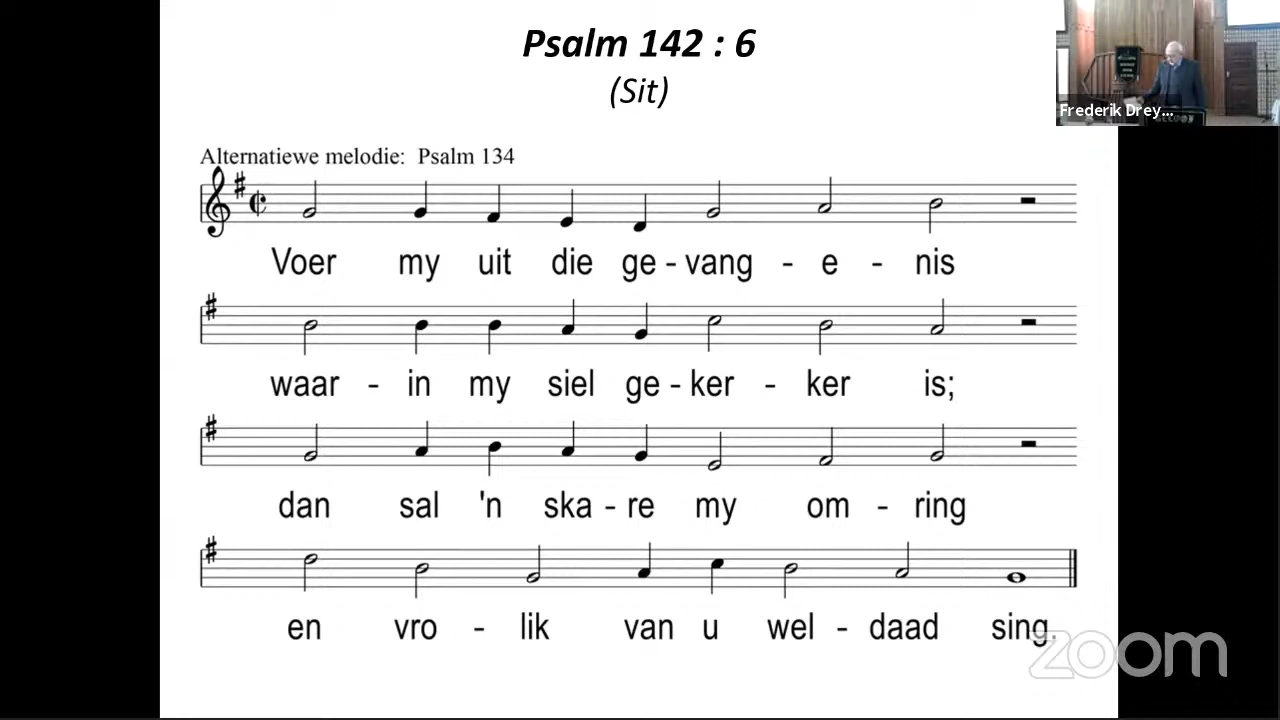 Psalm 142 : 6
(Sit)
Frederik Drey...
Alternatiewe melodie: Psalm 134
Voer my uit die ge - vang - e - nis
waar - in my siel ge - ker - ker is;
dan sal 'n ska - re my om - ring
en vro - lik van u wel - daad sing.
zoom